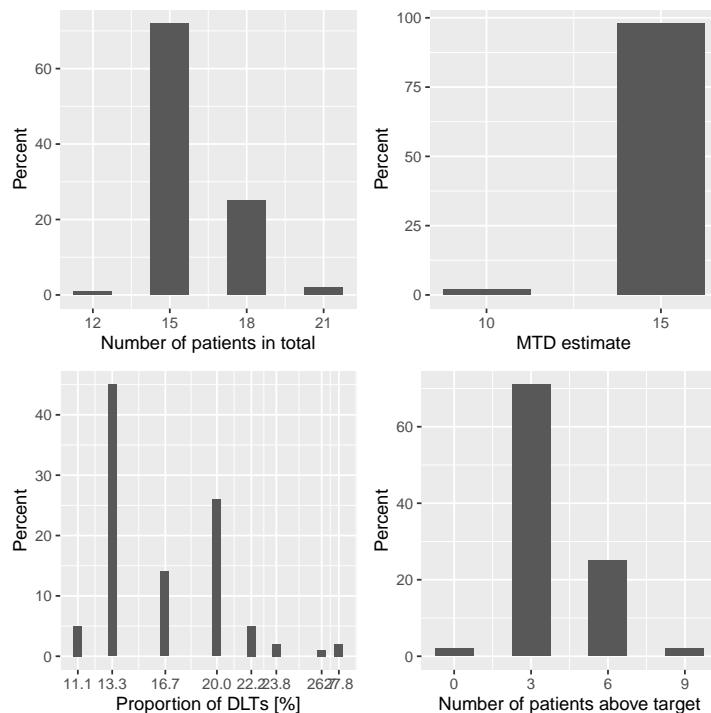 60
40
20
0
Percent
12 15 18 21
Number of patients in total
100
75
50
25
0
Percent
10 15
MTD estimate
40
30
20
10
0
Percent
11.1 13.3 16.7 20.0 22.2 23.8 26.7 27.8
Proportion of DLTs [%]
60
40
20
0
Percent
0 3 6 9
Number of patients above target